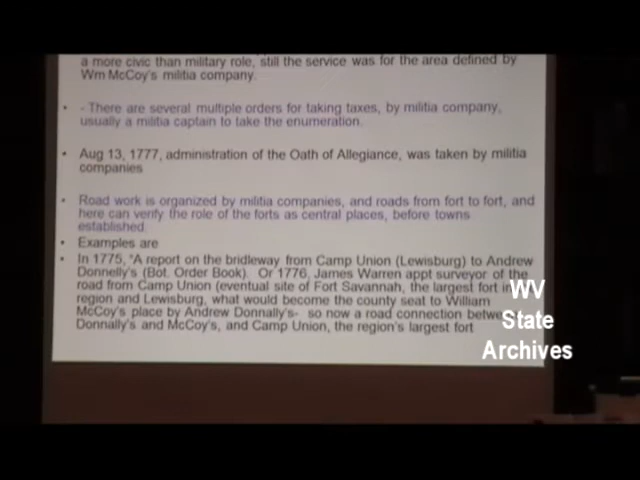 a more civic than military role, still the service was for the area defined by
Wm McCoy's militia company.
• - There are several multiple orders for taking taxes, by militia company,
usually a militia captain to take the enumeration.
• Aug 13, 1777, administration of the Oath of Allegiance, was taken by militia
companies
• Road work is organized by militia companies, and roads from fort to fort, and
here can verify the role of the forts as central places, before towns
established.
• Examples are
• In 1775, "A report on the bridleway from Camp Union (Lewisburg) to Andrew
Donnelly's (Bot. Order Book). Or 1776, James Warren appt surveyor of the
road from Camp Union (eventual site of Fort Savannah, the largest fort in
region and Lewisburg, what would become the county seat to William
McCoy's place by Andrew Donnally's- so now a road connection
Donnally's and McCoy's, and Camp Union, the region's largest fort
WV
State
Archives